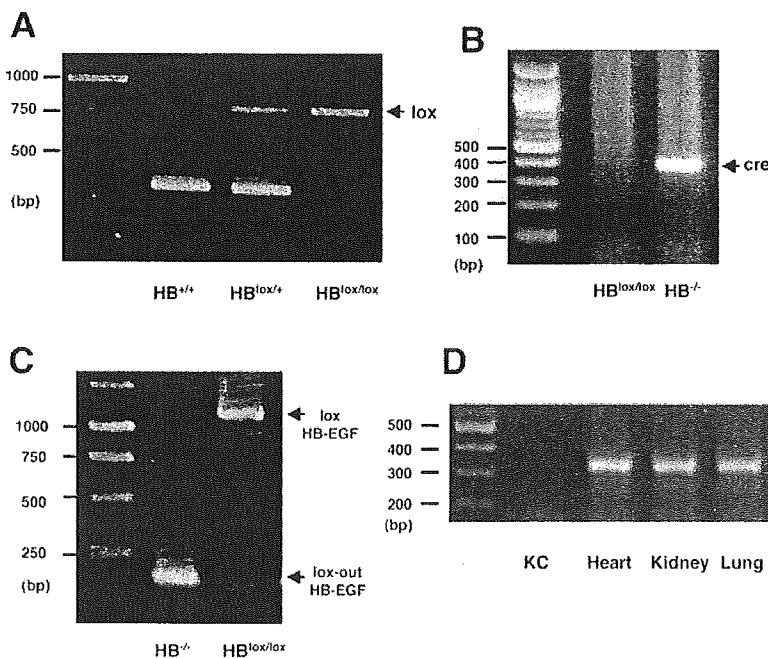 A
1000
750
500
(bp)
lox
HB+/+
HBlox/+
HBlox/lox
B
500
400
300
200
100
(bp)
cre
HBlox/lox
HB-/-
C
1000
750
500
250
(bp)
lox
HB-EGF
lox-out
HB-EGF
HB-/-
HBlox/lox
D
500
400
300
200
(bp)
KC
Heart
Kidney
Lung